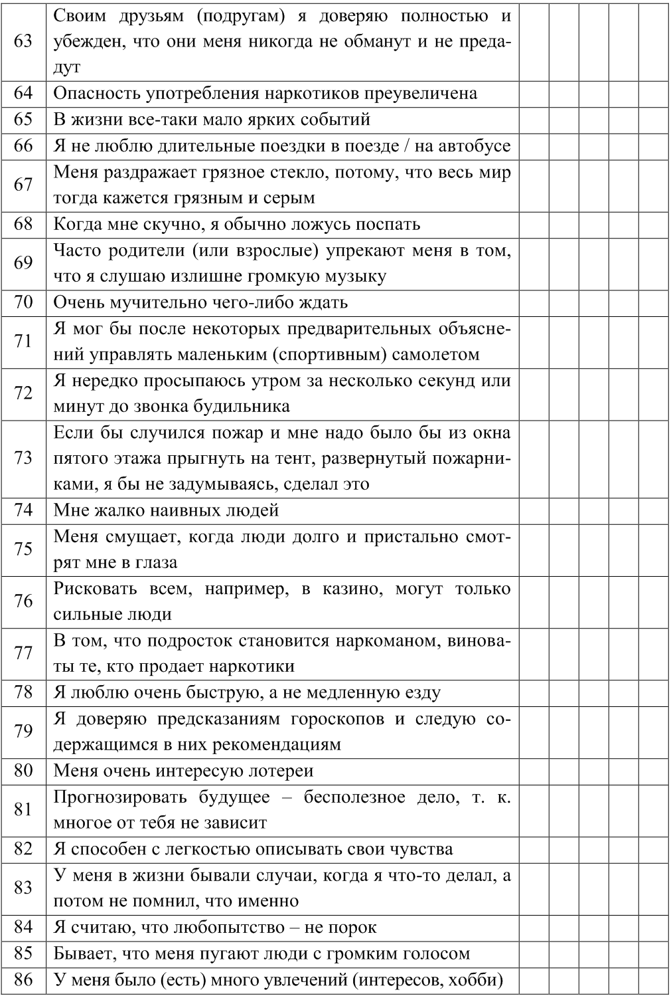 63
Своим друзьям (подругам) я доверяю полностью и
убежден, что они меня никогда не обманут и не преда-
дут
64
Опасность употребления наркотиков преувеличена
65
В жизни все-таки мало ярких событий
66
Я не люблю длительные поездки в поезде / на автобусе
67
Меня раздражает грязное стекло, потому, что весь мир
тогда кажется грязным и серым
68
Когда мне скучно, я обычно ложусь поспать
69
Часто родители (или взрослые) упрекают меня в том,
что я слушаю излишне громкую музыку
70
Очень мучительно чего-либо ждать
71
Я мог бы после некоторых предварительных объясне-
ний управлять маленьким (спортивным) самолетом
72
Я нередко просыпаюсь утром за несколько секунд или
минут до звонка будильника
73
Если бы случился пожар и мне надо было бы из окна
пятого этажа прыгнуть на тент, развернутый пожарни-
ками, я бы не задумываясь, сделал это
74
Мне жалко наивных людей
75
Меня смущает, когда люди долго и пристально смот-
рят мне в глаза
76
Рисковать всем, например, в казино, могут только
сильные люди
77
В том, что подросток становится наркоманом, винова-
ты те, кто продает наркотики
78
Я люблю очень быструю, а не медленную езду
79
Я доверяю предсказаниям гороскопов и следую со-
держащимся в них рекомендациям
80
Меня очень интересую лотереи
81
Прогнозировать будущее – бесполезное дело, т. к.
многое от тебя не зависит
82
Я способен с легкостью описывать свои чувства
83
У меня в жизни бывали случаи, когда я что-то делал, а
потом не помнил, что именно
84
Я считаю, что любопытство – не порок
85
Бывает, что меня пугают люди с громким голосом
86
У меня было (есть) много увлечений (интересов, хобби)